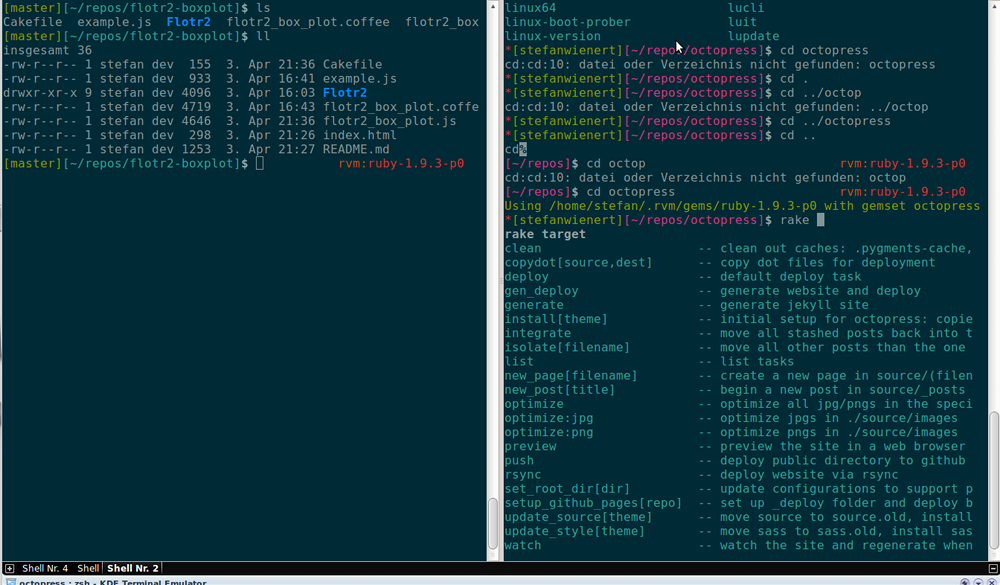 [master][~/repos/flotr2-boxplot]$ ls
Cakefile  example.js  Flotr2  flotr2_box_plot.coffee  flotr2_box
[master][~/repos/flotr2-boxplot]$ ll
insgesamt 36
-rw-r--r-- 1 stefan dev  155  3. Apr 21:36 Cakefile
-rw-r--r-- 1 stefan dev  933  3. Apr 16:41 example.js
drwxr-xr-x 9 stefan dev 4096  3. Apr 16:03 Flotr2
-rw-r--r-- 1 stefan dev 4719  3. Apr 16:43 flotr2_box_plot.coffe
-rw-r--r-- 1 stefan dev 4646  3. Apr 21:36 flotr2_box_plot.js
-rw-r--r-- 1 stefan dev  298  3. Apr 21:26 index.html
-rw-r--r-- 1 stefan dev 1253  3. Apr 21:27 README.md
[master][~/repos/flotr2-boxplot]$ rvm:ruby-1.9.3-p0
linux64 lucli
linux-boot-prober luit
linux-version lupdate
*[stefanwienert][~/repos/octopress]$ cd octopress
cd:cd:10: datei oder Verzeichnis nicht gefunden: octopress
*[stefanwienert][~/repos/octopress]$ cd .
cd:cd:10: datei oder Verzeichnis nicht gefunden: ../octop
*[stefanwienert][~/repos/octopress]$ cd ../octopress
*[stefanwienert][~/repos/octopress]$ cd ..
cd%
[~/repos]$ cd octop rvm:ruby-1.9.3-p0
cd:cd:10: datei oder Verzeichnis nicht gefunden: octop
[~/repos]$ cd octopress rvm:ruby-1.9.3-p0
Using /home/stefan/.rvm/gems/ruby-1.9.3-p0 with gemset octopress
*[stefanwienert][~/repos/octopress]$ rake
rake target
clean -- clean out caches: .pygments-cache,
copydot[source,dest] -- copy dot files for deployment
deploy -- default deploy task
gen_deploy -- generate website and deploy
generate -- generate jekyll site
install[theme] -- initial setup for octopress: copie
integrate -- move all stashed posts back into t
isolate[filename] -- move all other posts than the one
list -- list tasks
new_page[filename] -- create a new page in source/(filen
new_post[title] -- begin a new post in source/_posts
optimize -- optimize all jpg/pngs in the speci
optimize:jpg -- optimize jpgs in ./source/images
optimize:png -- optimize pngs in ./source/images
preview -- preview the site in a web browser
push -- deploy public directory to github
rsync -- deploy website via rsync
set_root_dir[dir] -- update configurations to support p
setup_github_pages[repo] -- set up _deploy folder and deploy b
update_source[theme] -- move source to source.old, install
update_style[theme] -- move sass to sass.old, install sas
watch -- watch the site and regenerate when
Shell Nr. 4 Shell Shell Nr. 2
octopress : zsh - KDE Terminal Emulator